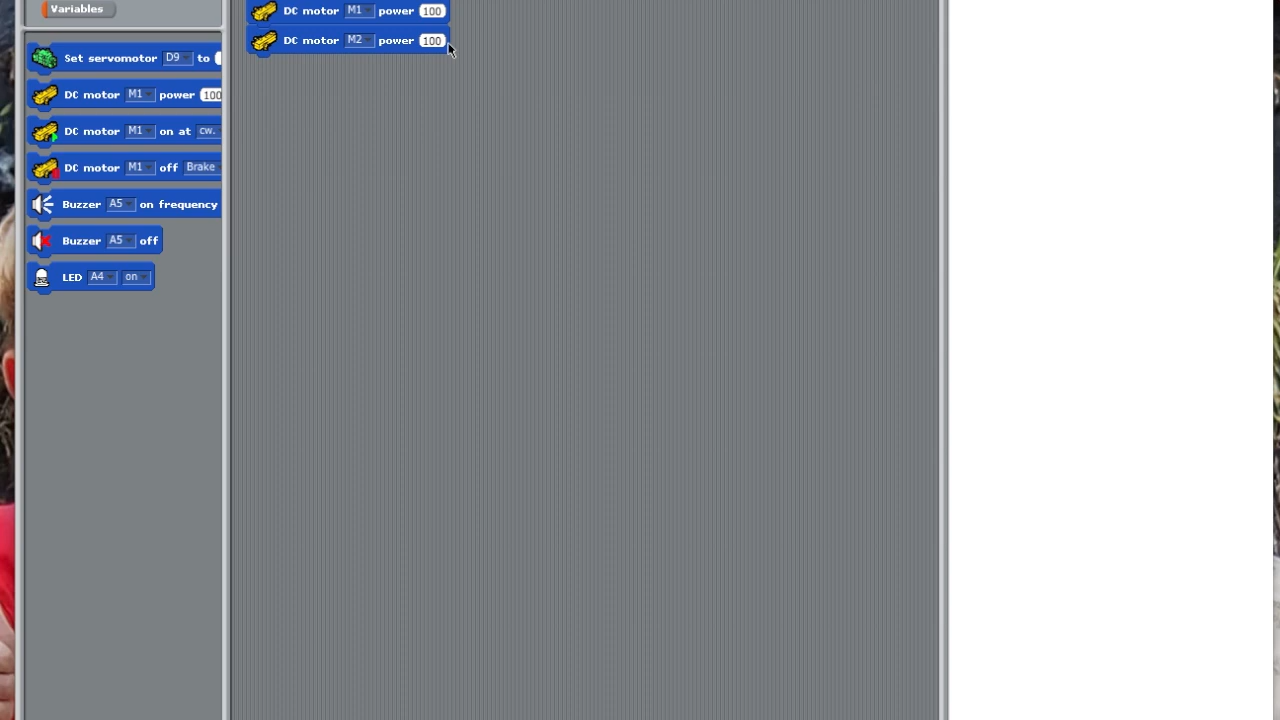 Variables
Set servomotor D9 to
DC motor M1 power 100
DC motor M1 on at cw.
DC motor M1 off Brake
Buzzer A5 on frequency
Buzzer A5 off
LED A4 on
DC motor M1 power 100
DC motor M2 power 100